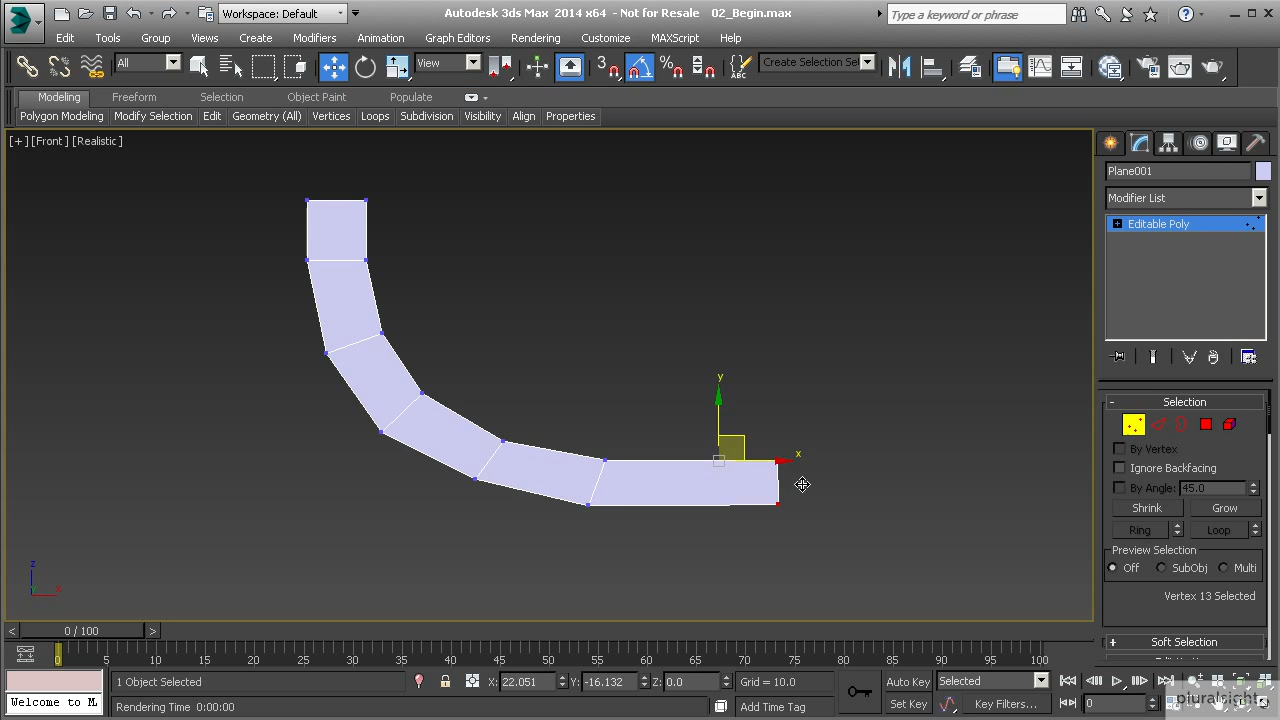 Workspace: Default
Autodesk 3ds Max 2014 x64 - Not for Resale 02_Begin.max
Type a keyword or phrase
Edit Tools Group Views Create Modifiers Animation Graph Editors Rendering Customize MAXScript Help
All View 3 Create Selection Se
Modeling Freeform Selection Object Paint Populate
Polygon Modeling Modify Selection Edit Geometry (All) Vertices Loops Subdivision Visibility Align Properties
[+] [Front] [Realistic]
Plane001
Modifier List
Editable Poly
y
x
z
y
x
Selection
By Vertex
Ignore Backfacing
By Angle: 45.0
Shrink Grow
Ring Loop
Preview Selection
Off SubObj Multi
Vertex 13 Selected
Soft Selection
< 0 / 100 >
0 5 10 15 20 25 30 35 40 45 50 55 60 65 70 75 80 85 90 95 100
1 Object Selected X: 22.051 Y: -16.132 Z: 0.0 Grid = 10.0 Auto Key Selected
Welcome to M Rendering Time 0:00:00 Add Time Tag Set Key Key Filters... 0
pluralsight